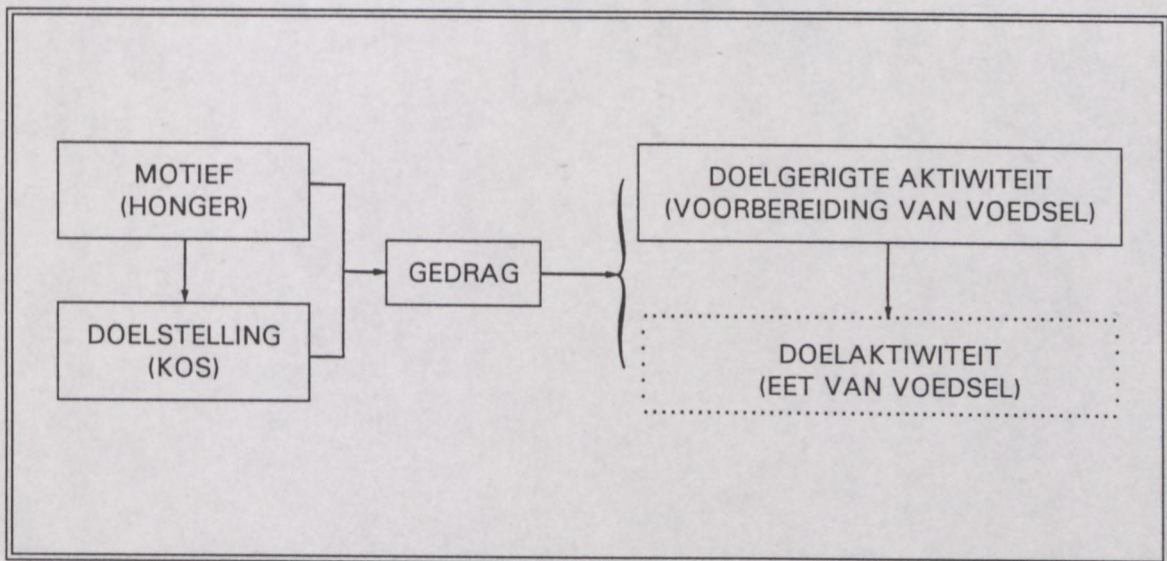 MOTIEF
(HONGER)
DOELSTELLING
(KOS)
GEDRAG
DOELGERIGTE AKTIWITEIT
(VOORBEREIDING VAN VOEDSEL)
DOELAKTIWITEIT
(EET VAN VOEDSEL)